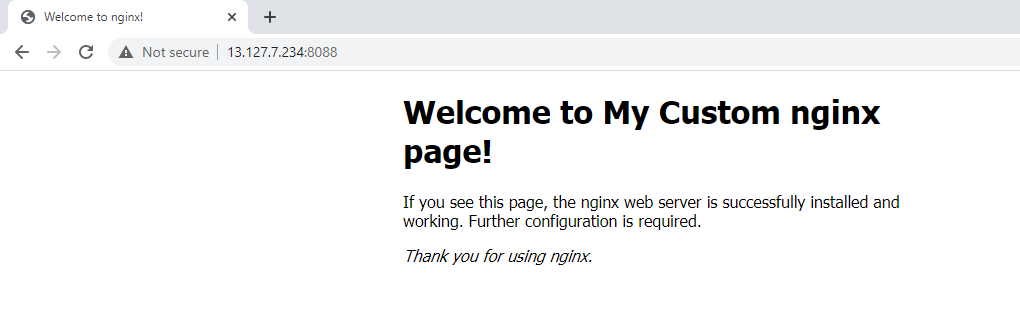 Welcome to nginx!
Not secure 13.127.7.234:8088
Welcome to My Custom nginx
page!
If you see this page, the nginx web server is successfully installed and
working. Further configuration is required.
Thank you for using nginx.